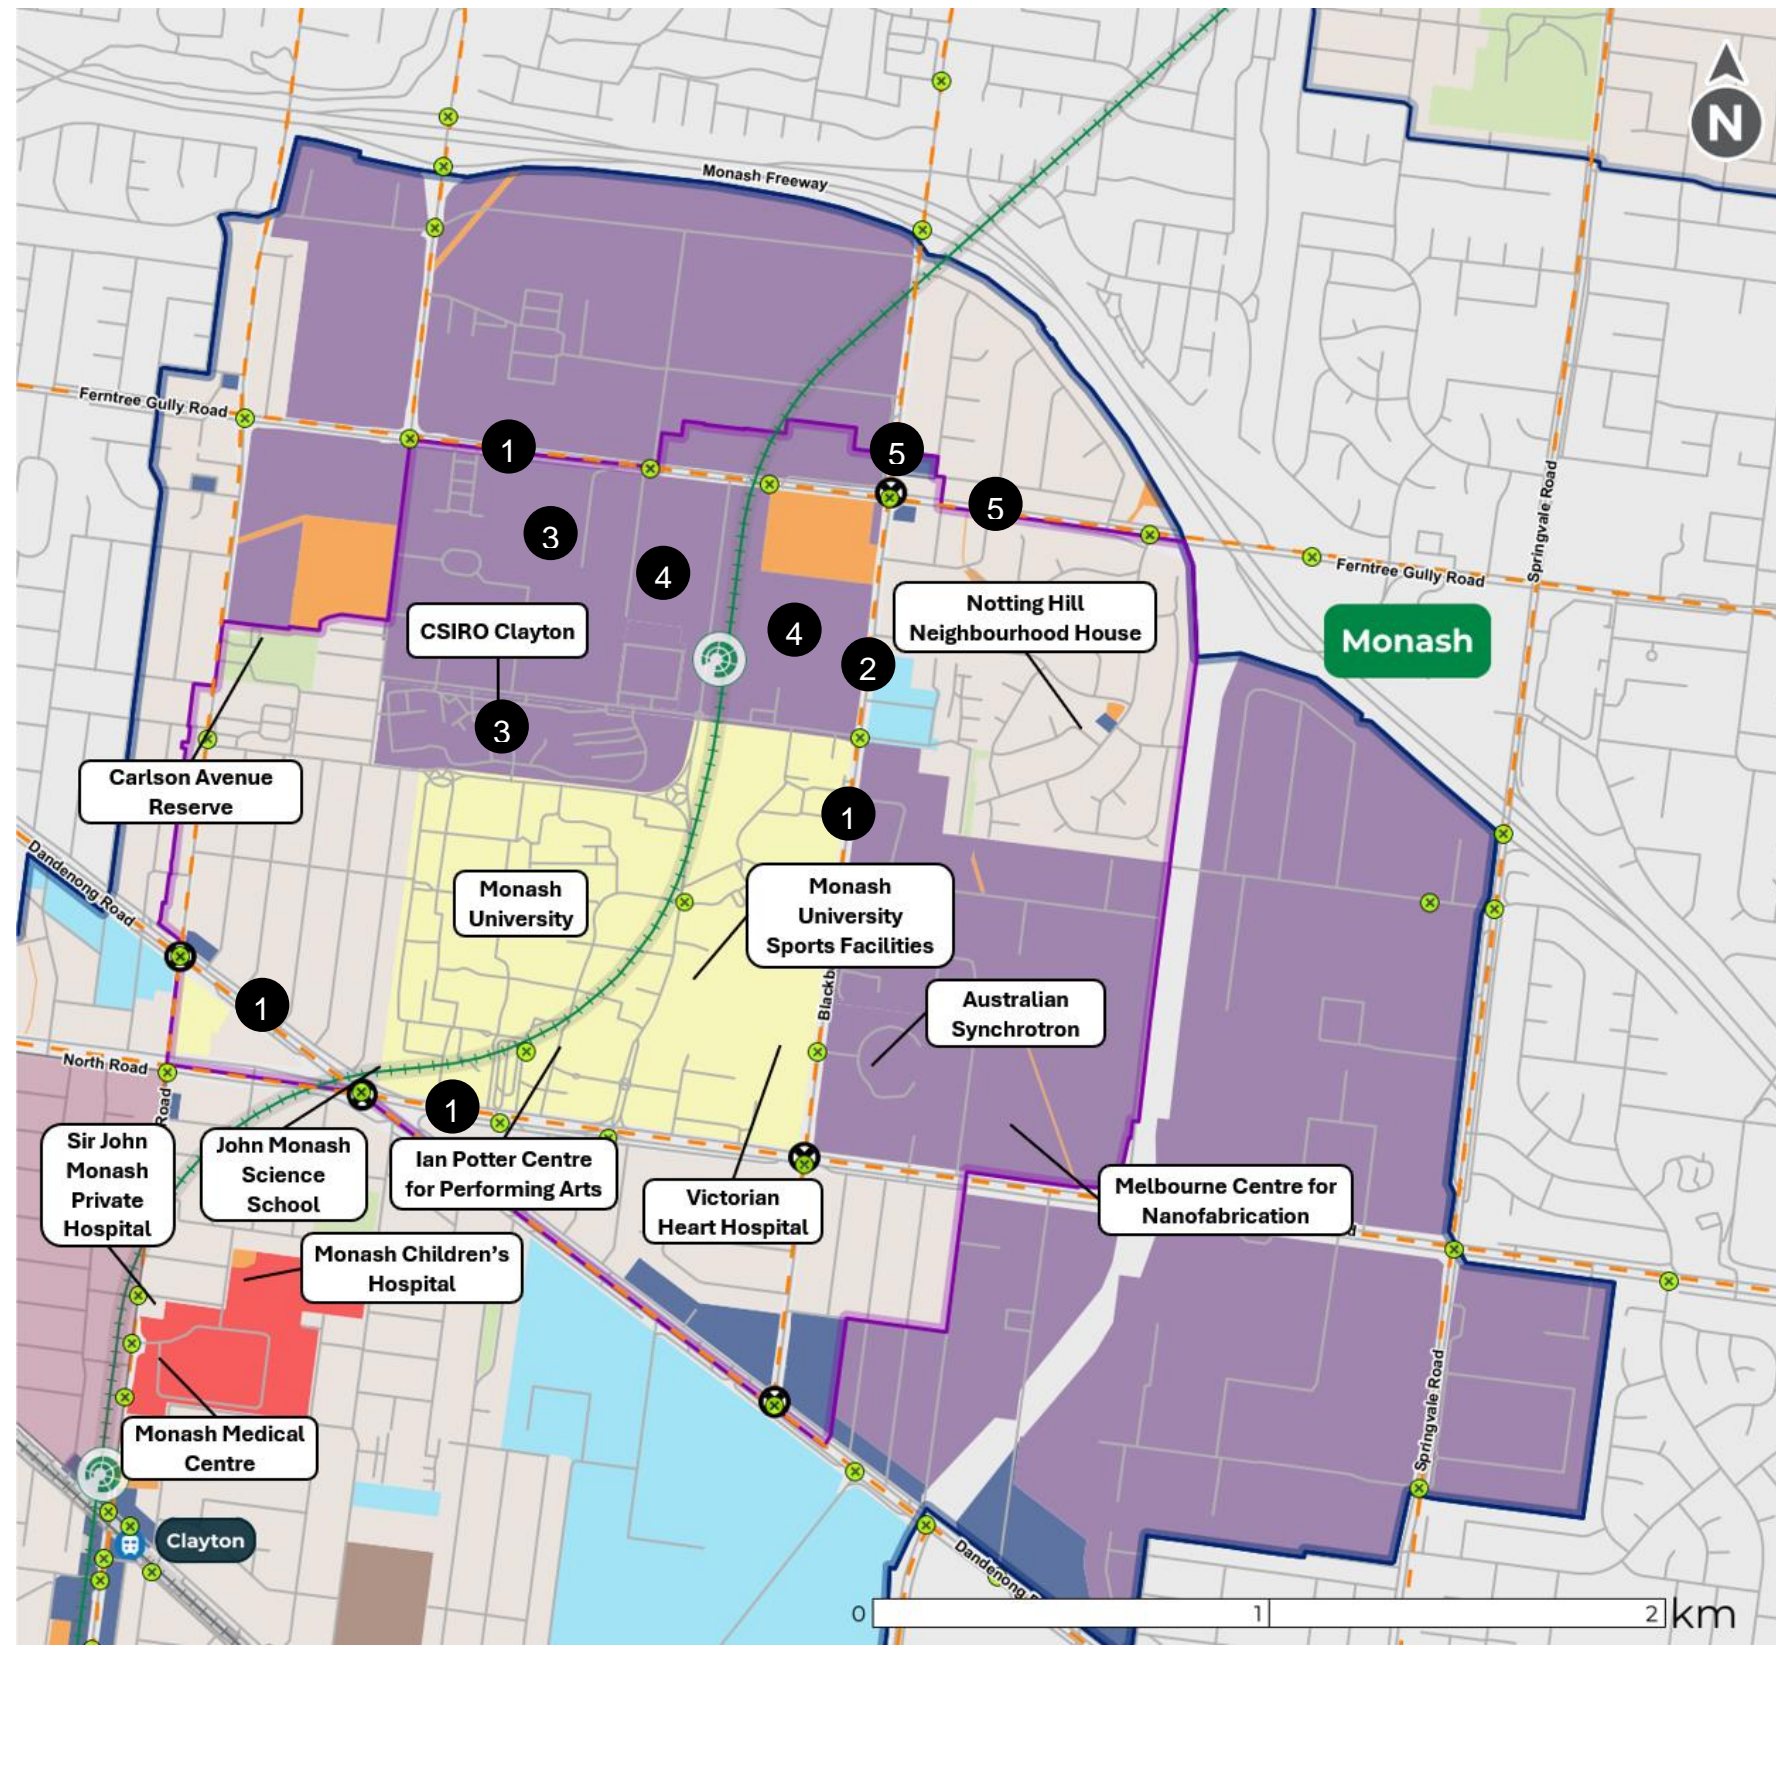 N
Monash Freeway
Ferntree Gully Road
1
5
5
3
4
4
CSIRO Clayton
3
2
Notting Hill
Neighbourhood House
Springvale Road
Ferntree Gully Road
Monash
Carlson Avenue
Reserve
Dandenong Road
1
Monash
University
Monash
University
Sports Facilities
Australian
Synchrotron
1
North Road
Road
1
Sir John
Monash
Private
Hospital
John Monash
Science
School
Ian Potter Centre
for Performing Arts
Victorian
Heart Hospital
Melbourne Centre for
Nanofabrication
Monash Children's
Hospital
Monash Medical
Centre
Springvale Road
Clayton
Dandenong
0
1
2
km